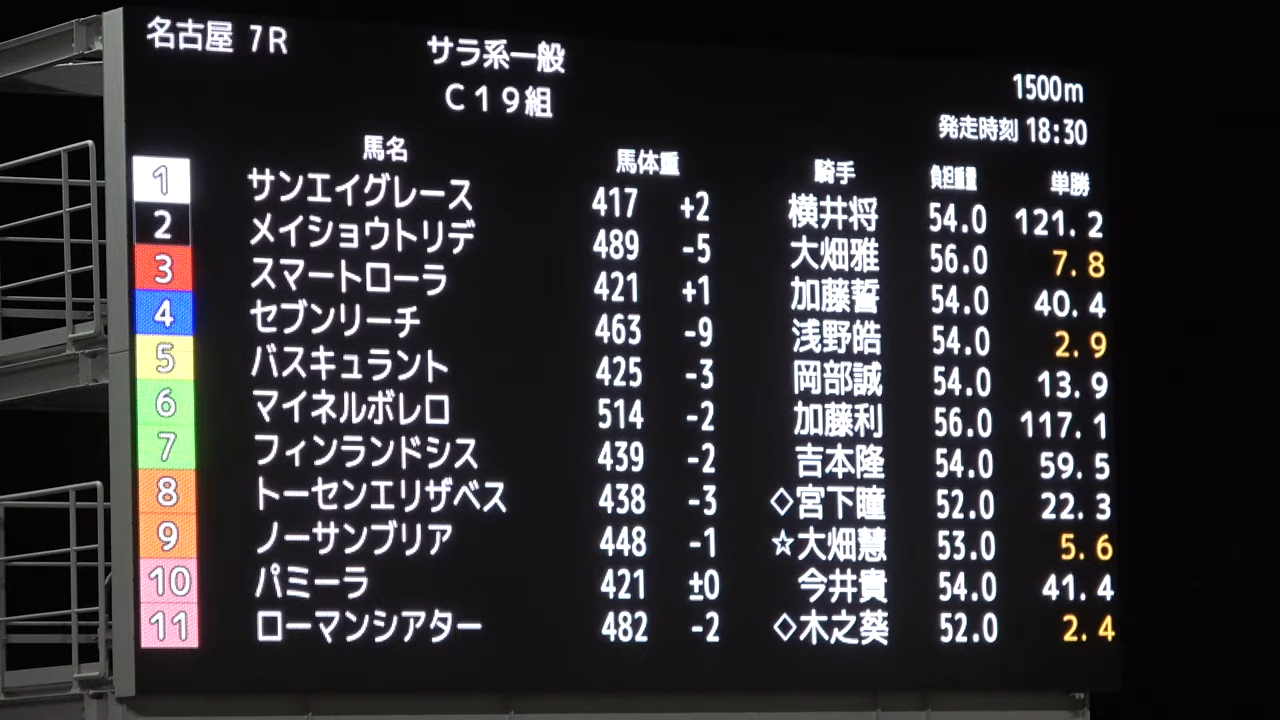 名古屋 7R
サラ系一般
C19組
1500m
発走時刻 18:30
馬名 馬体重 騎手 負担重量 単勝
1 サンエイグレース 417 +2 横井将 54.0 121.2
2 メイショウトリデ 489 -5 大畑雅 56.0 7.8
3 スマートローラ 421 +1 加藤誓 54.0 40.4
4 セブンリーチ 463 -9 浅野皓 54.0 2.9
5 バスキュラント 425 -3 岡部誠 54.0 13.9
6 マイネルボレロ 514 -2 加藤利 56.0 117.1
7 フィンランドシス 439 -2 吉本隆 54.0 59.5
8 トーセンエリザベス 438 -3 ◇宮下瞳 52.0 22.3
9 ノーサンブリア 448 -1 ☆大畑慧 53.0 5.6
10 パミーラ 421 ±0 今井貴 54.0 41.4
11 ローマンシアター 482 -2 ◇木之葵 52.0 2.4